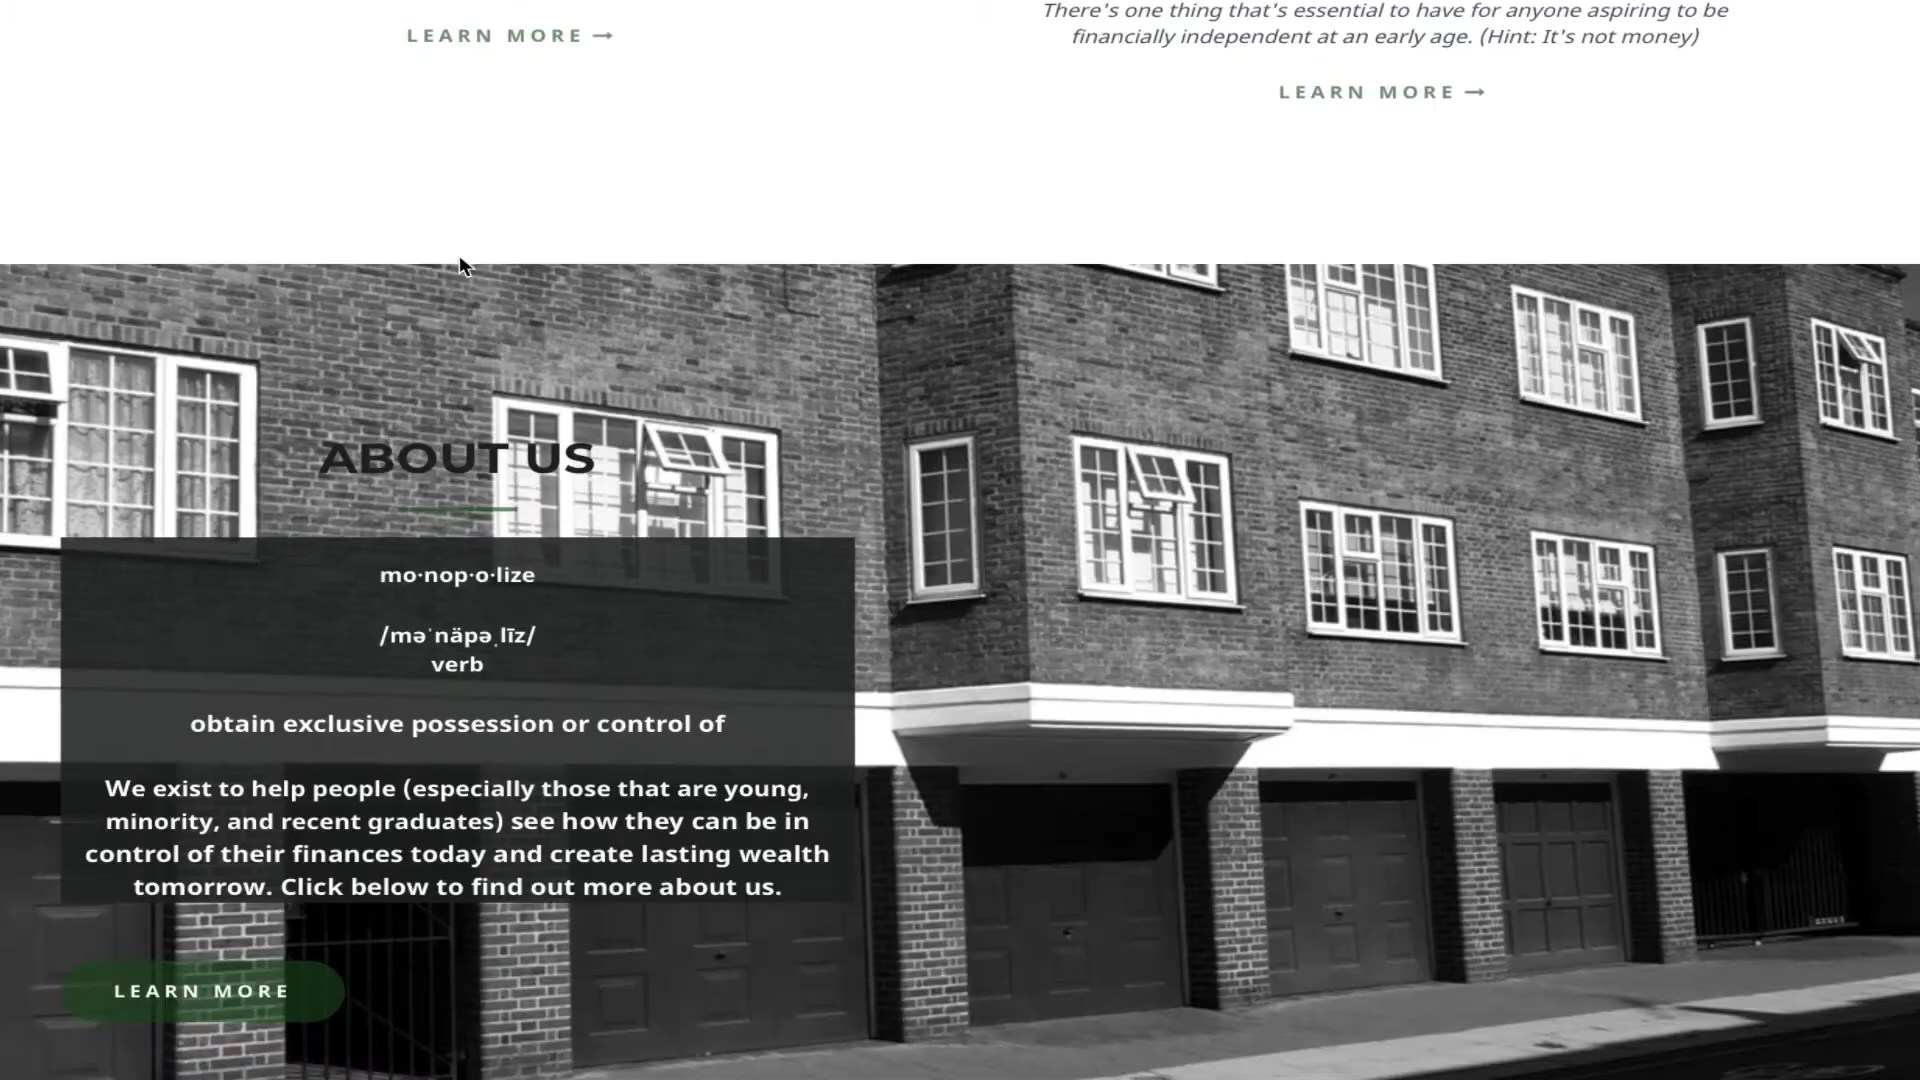 LEARN MORE →
There's one thing that's essential to have for anyone aspiring to be
financially independent at an early age. (Hint: It's not money)
LEARN MORE →
ABOUT US
mo·nop·o·lize
/məˈnäpəˌlīz/
verb
obtain exclusive possession or control of
We exist to help people (especially those that are young,
minority, and recent graduates) see how they can be in
control of their finances today and create lasting wealth
tomorrow. Click below to find out more about us.
LEARN MORE